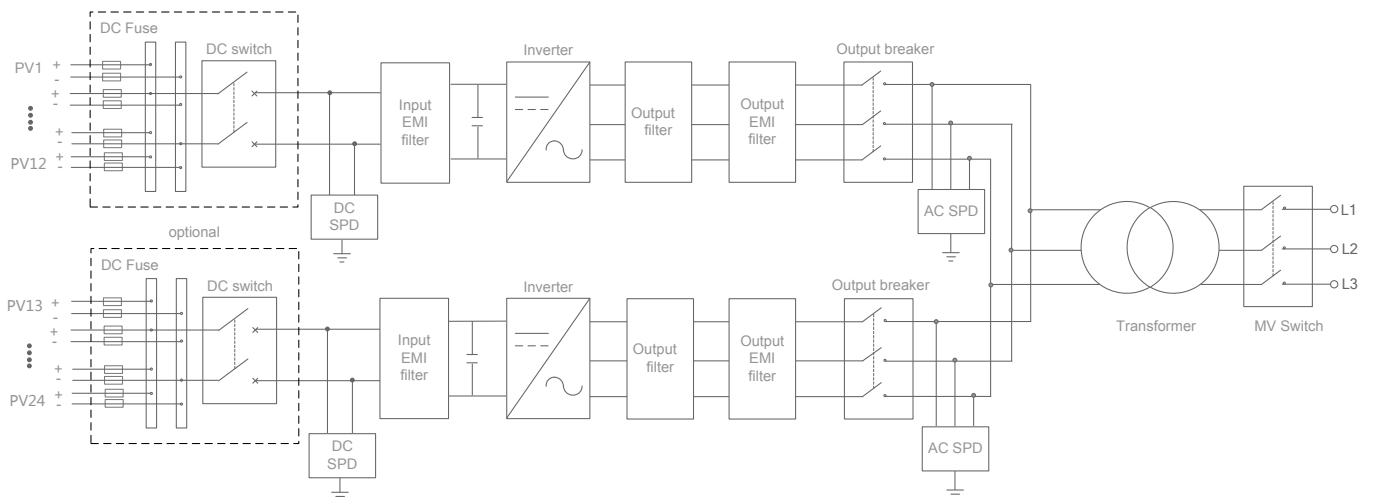 DC Fuse
DC switch
Inverter
Output breaker
PV1
+
-
+
-
+
-
+
-
PV12
Input
EMI
filter
Output
filter
Output
EMI
filter
DC
SPD
AC SPD
L1
L2
L3
Transformer
MV Switch
optional
DC Fuse
DC switch
Inverter
Output breaker
PV13
+
-
+
-
+
-
+
-
PV24
Input
EMI
filter
Output
filter
Output
EMI
filter
DC
SPD
AC SPD